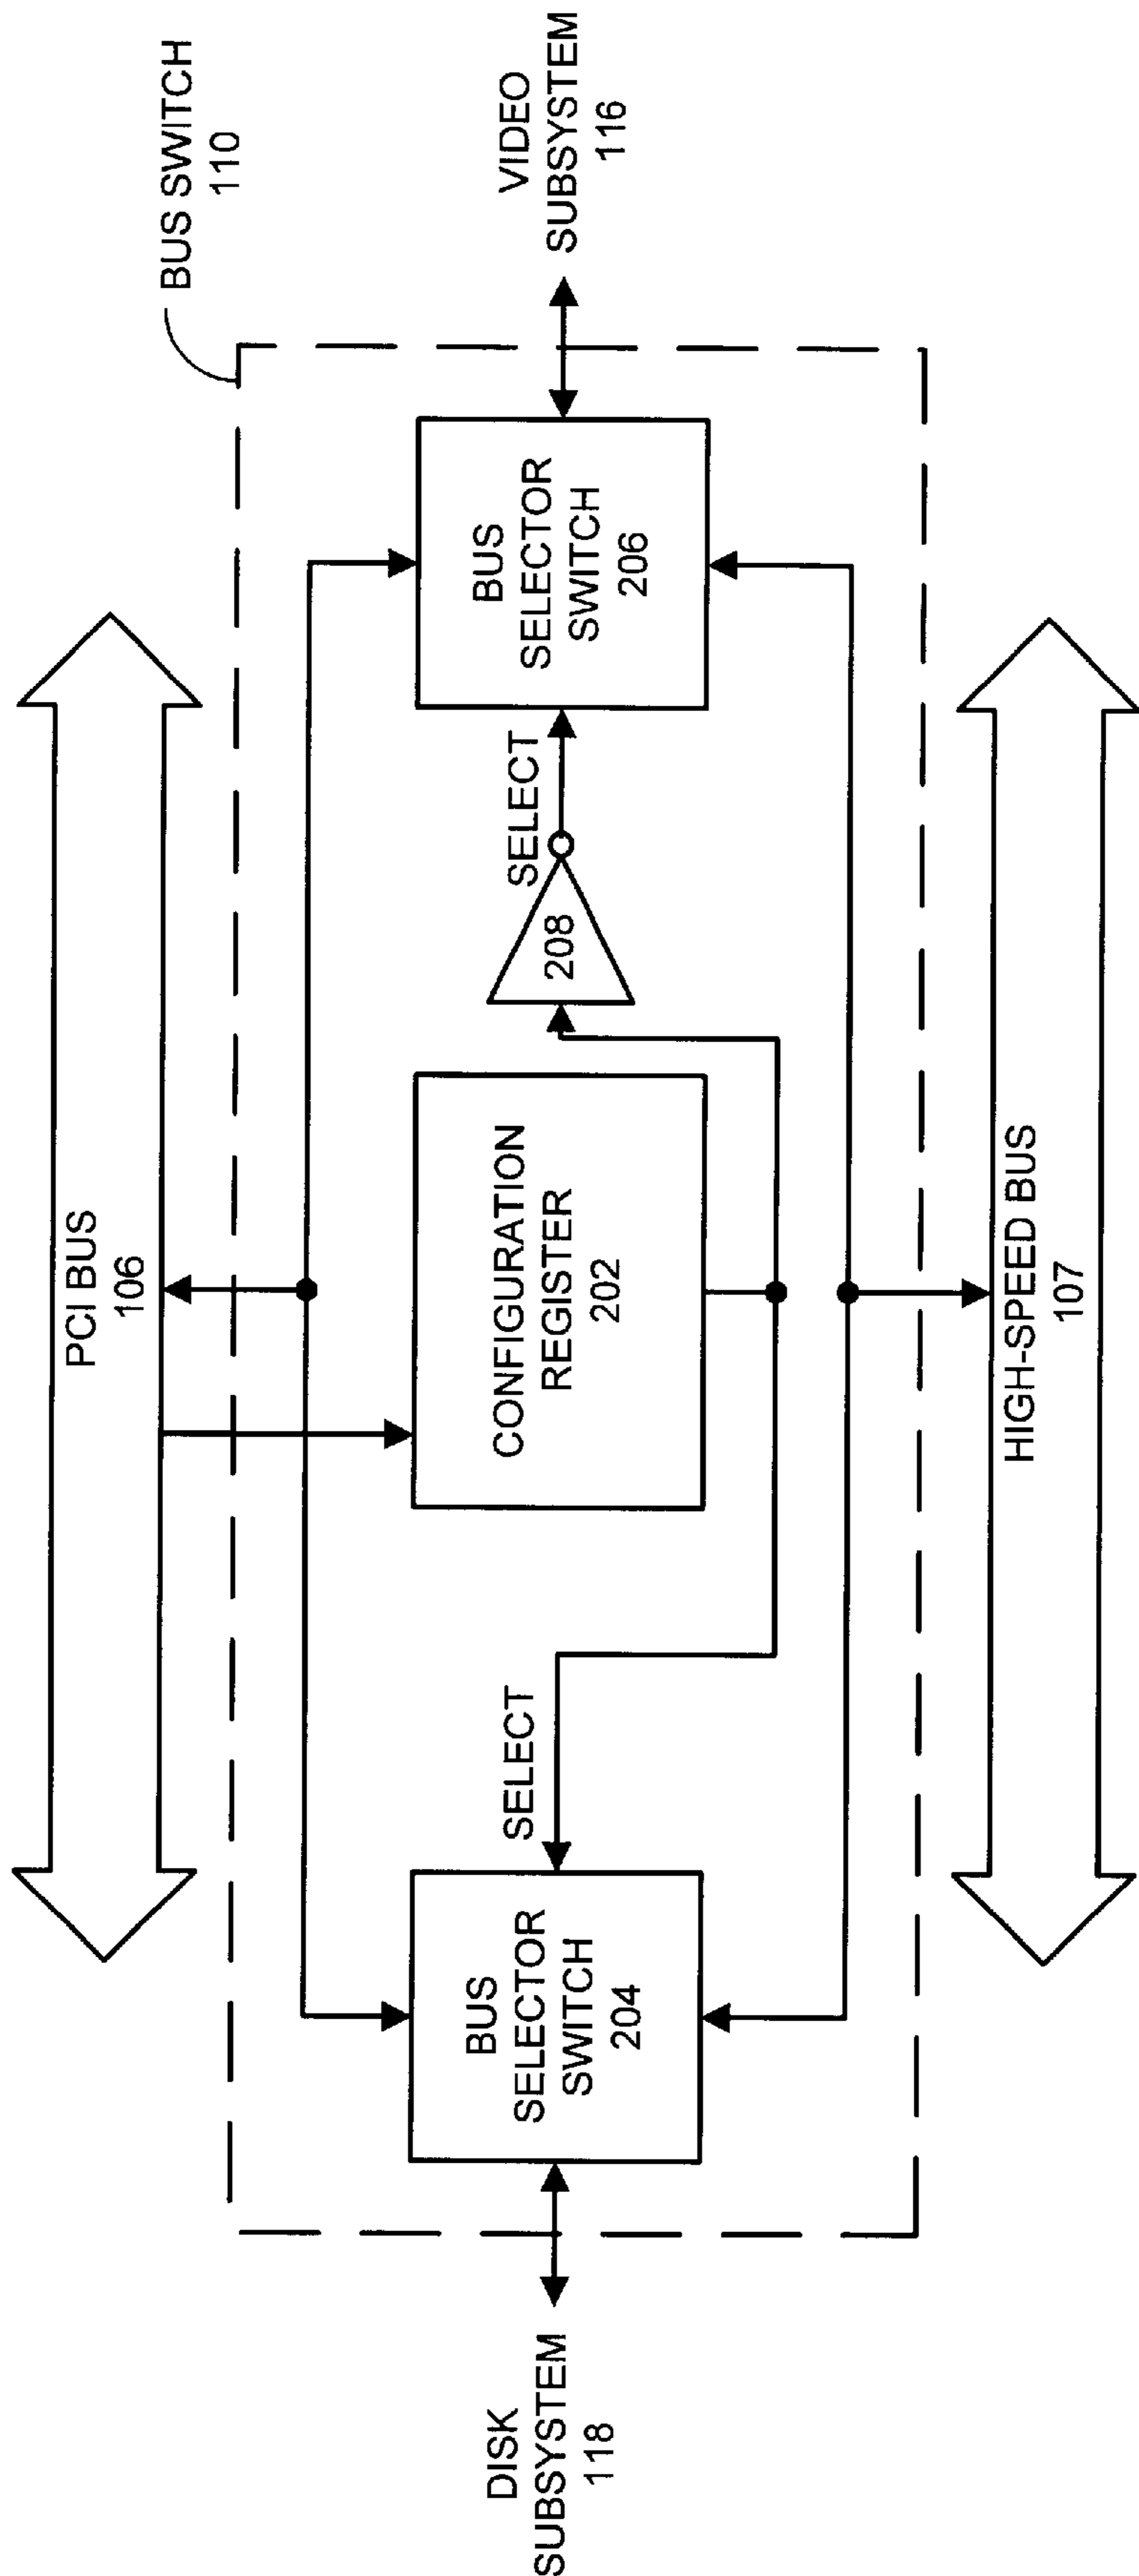 BUS SWITCH
110
PCI BUS
106
DISK
SUBSYSTEM
118
BUS
SELECTOR
SWITCH
204
SELECT
CONFIGURATION
REGISTER
202
208
SELECT
BUS
SELECTOR
SWITCH
206
VIDEO
SUBSYSTEM
116
HIGH-SPEED BUS
107